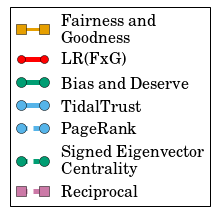 Fairness and
Goodness
LR(FxG)
Bias and Deserve
TidalTrust
PageRank
Signed Eigenvector
Centrality
Reciprocal